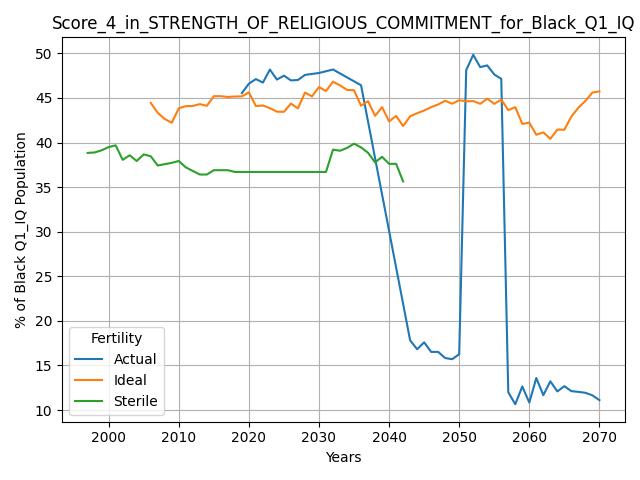 Score_4_in_STRENGTH_OF_RELIGIOUS_COMMITMENT_for_Black_Q1_IQ
% of Black Q1_IQ Population
50
45
40
35
30
25
20
15
10
Fertility
Actual
Ideal
Sterile
2000 2010 2020 2030 2040 2050 2060 2070
Years